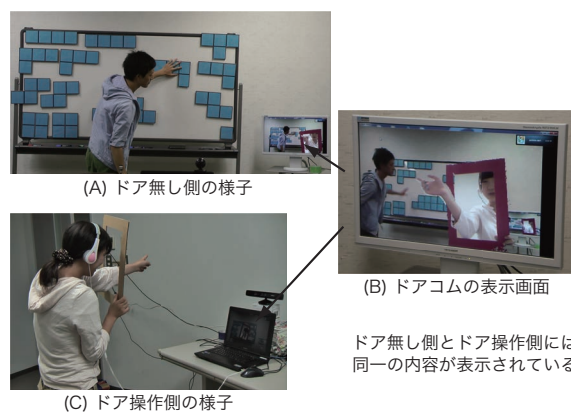 (A) ドア無し側の様子
(B) ドアコムの表示画面
ドア無し側とドア操作側には
同一の内容が表示されている
(C) ドア操作側の様子